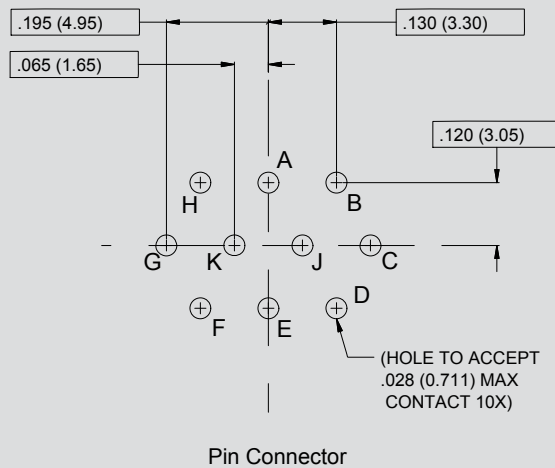 .195 (4.95)
.130 (3.30)
.065 (1.65)
.120 (3.05)
A
H
B
G
K
J
C
F
E
D
(HOLE TO ACCEPT
.028 (0.711) MAX
CONTACT 10X)
Pin Connector